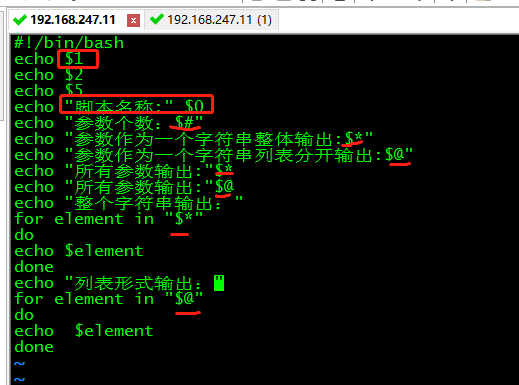 192.168.247.11 x 192.168.247.11 (1)
#!/bin/bash
echo $1
echo $2
echo $5
echo "脚本名称:" $0
echo "参数个数：$#"
echo "参数作为一个字符串整体输出:$*"
echo "参数作为一个字符串列表分开输出:$@"
echo "所有参数输出:"$*
echo "所有参数输出:"$@
echo "整个字符串输出："
for element in "$*"
do
echo $element
done
echo "列表形式输出："
for element in "$@"
do
echo  $element
done
~
~